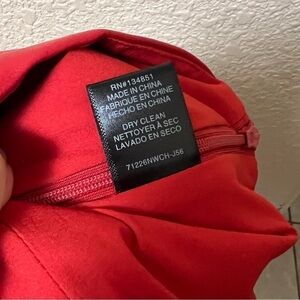 RN#134851
MADE IN CHINA
FABRIQUE EN CHINE
HECHO EN CHINA
DRY CLEAN
NETTOYER À SEC
LAVADO EN SECO
71226NWCH-J56